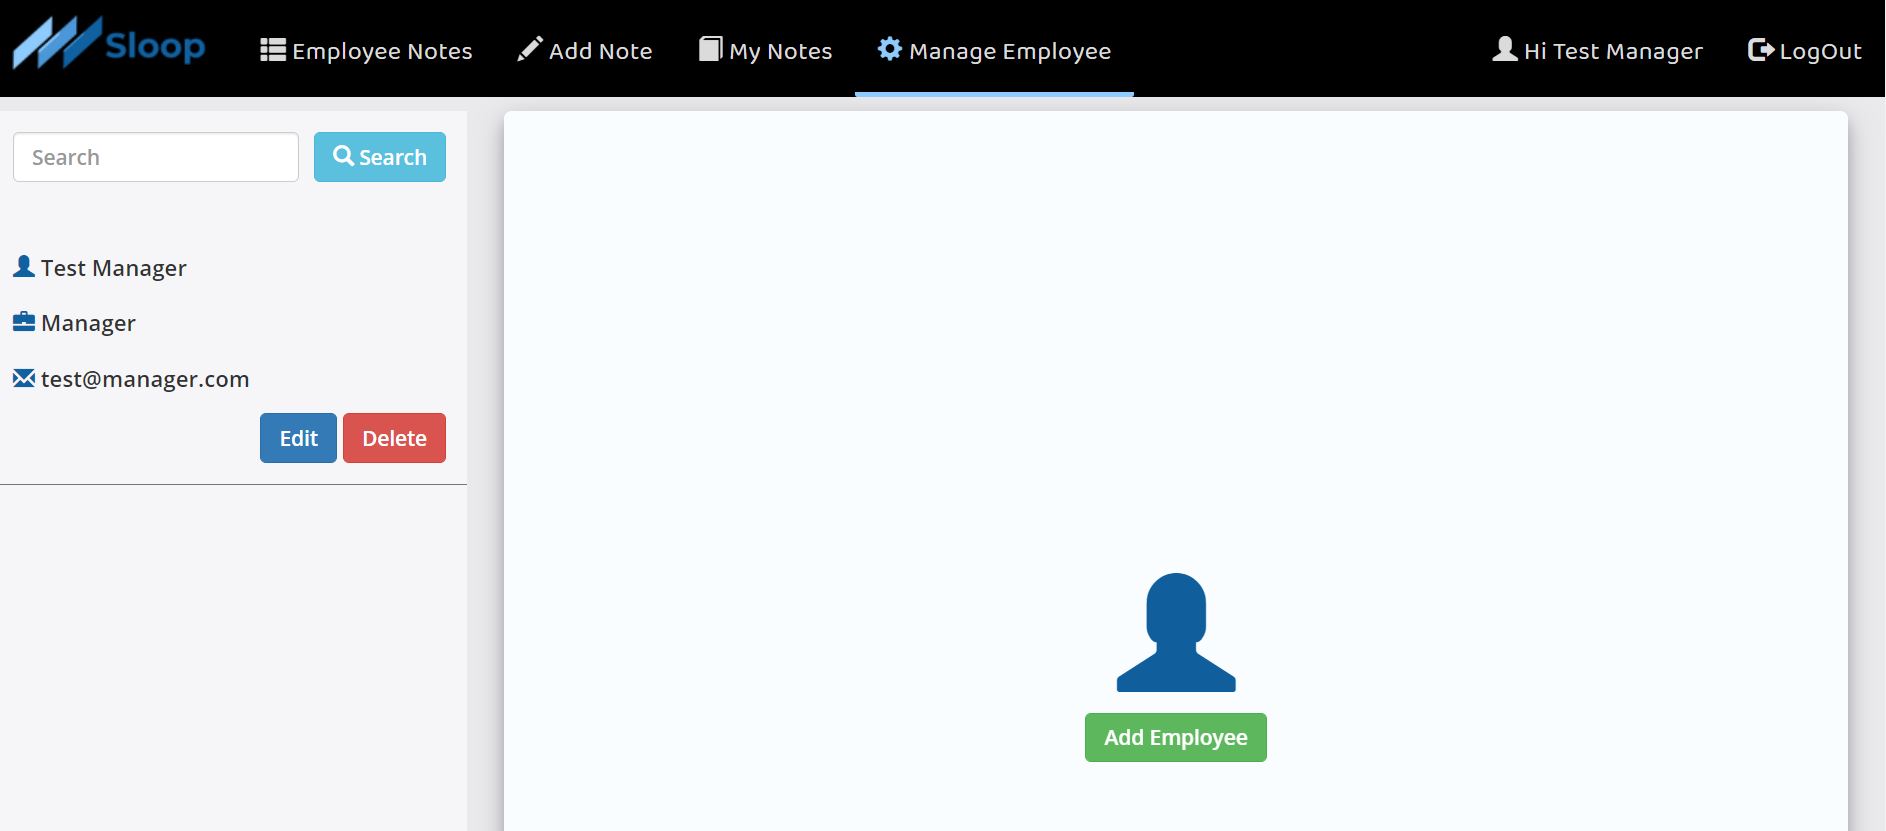 Sloop
Employee Notes
Add Note
My Notes
Manage Employee
Hi Test Manager
LogOut
Search
Search
Test Manager
Manager
test@manager.com
Edit
Delete
Add Employee